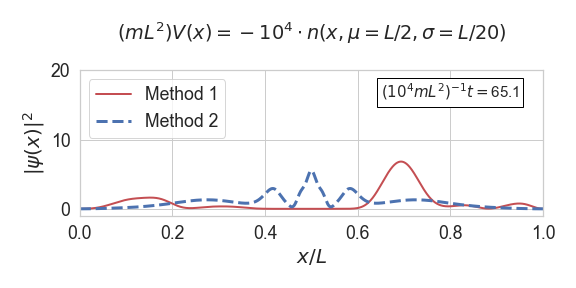 (mL²)V(x) = −10⁴ · n(x, μ = L/2, σ = L/20)
20
10
0
|ψ(x)|²
Method 1
Method 2
(10⁴mL²)⁻¹t = 65.1
0.0 0.2 0.4 0.6 0.8 1.0
x/L